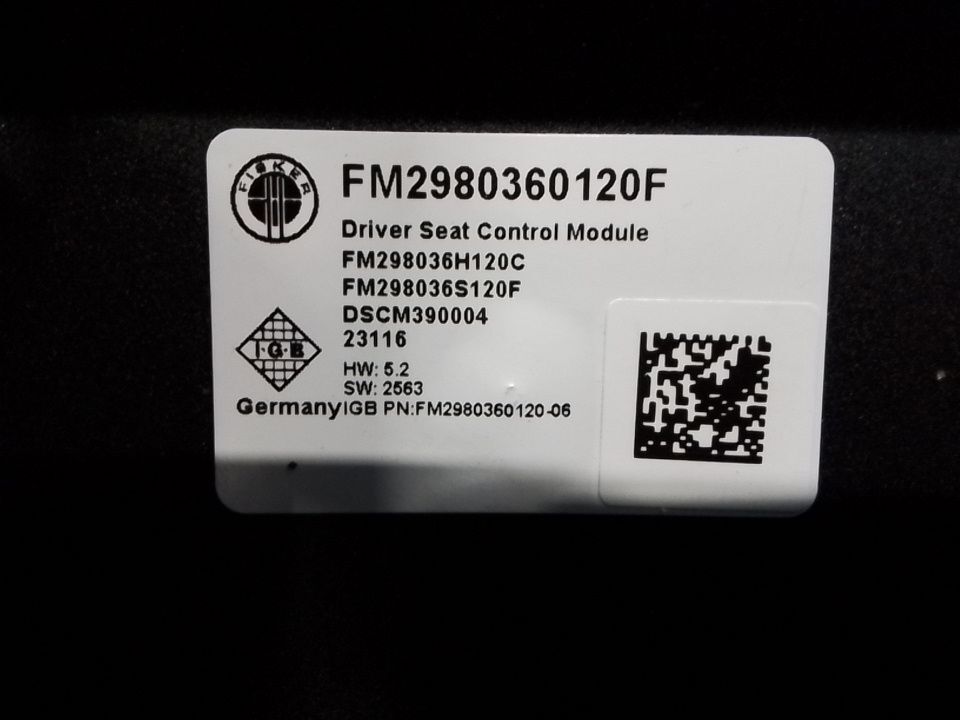 FISKER
FM2980360120F
Driver Seat Control Module
FM298036H120C
FM298036S120F
DSCM390004
23116
I·G·B
HW: 5.2
SW: 2563
Germany IGB PN:FM2980360120-06